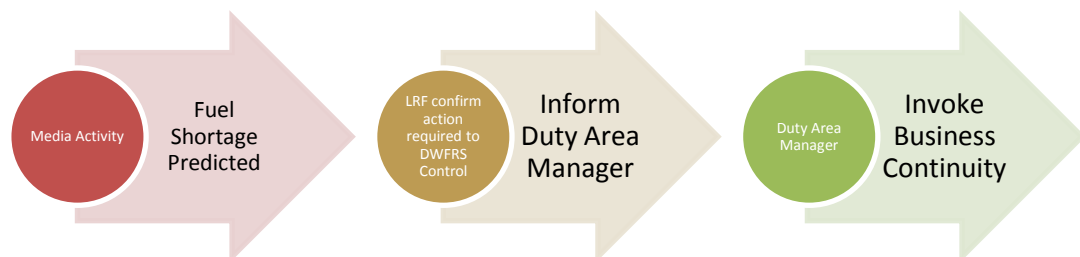 Media Activity
Fuel
Shortage
Predicted
LRF confirm
action
required to
DWFRS
Control
Inform
Duty Area
Manager
Duty Area
Manager
Invoke
Business
Continuity